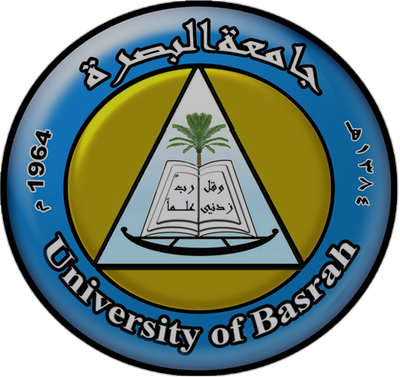 جامعة البصرة
1964 م
١٣٨٤ هـ
وقل ربّ
زدني علماً
University of Basrah